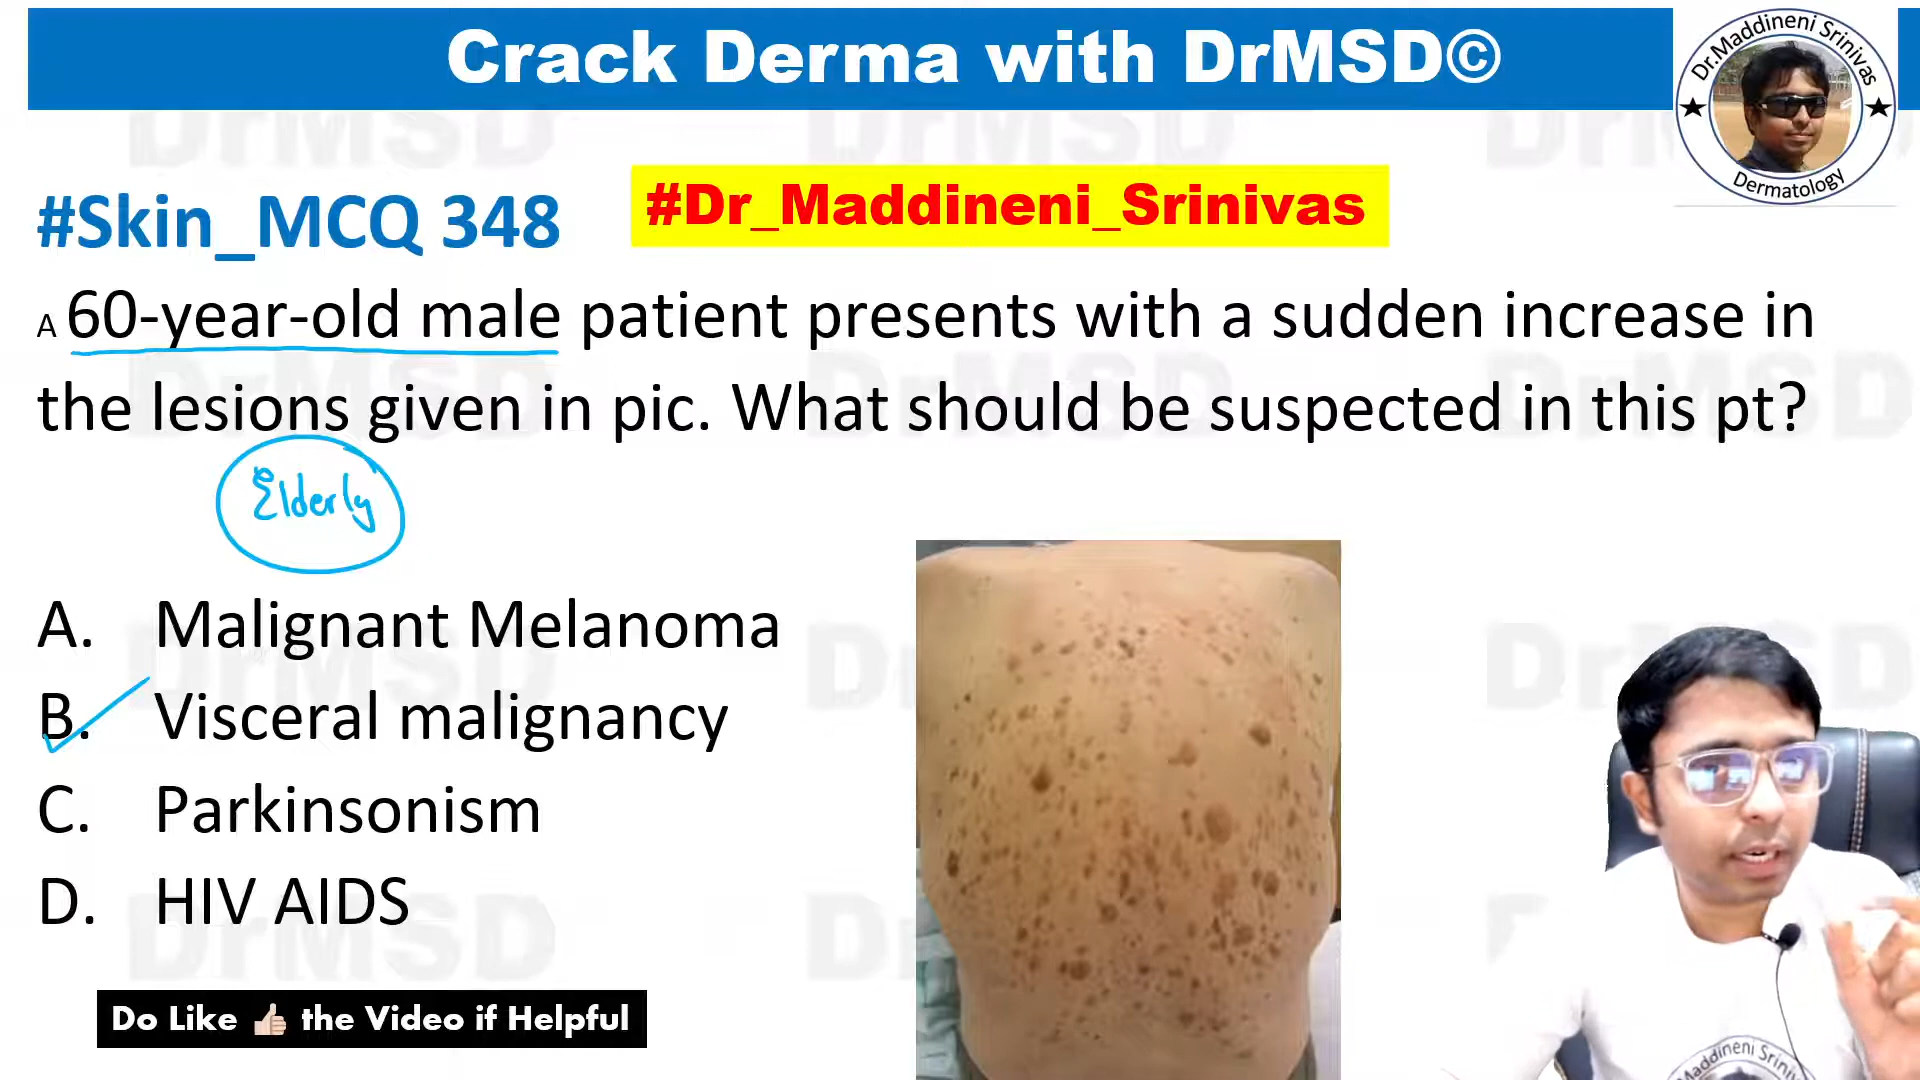 Crack Derma with DrMSD©
Dr.Maddineni Srinivas
★ ★
Dermatology
#Skin_MCQ 348
#Dr_Maddineni_Srinivas
A 60-year-old male patient presents with a sudden increase in
the lesions given in pic. What should be suspected in this pt?
Elderly
A. Malignant Melanoma
B. Visceral malignancy
C. Parkinsonism
D. HIV AIDS
Do Like 👍🏻 the Video if Helpful
DrMSD